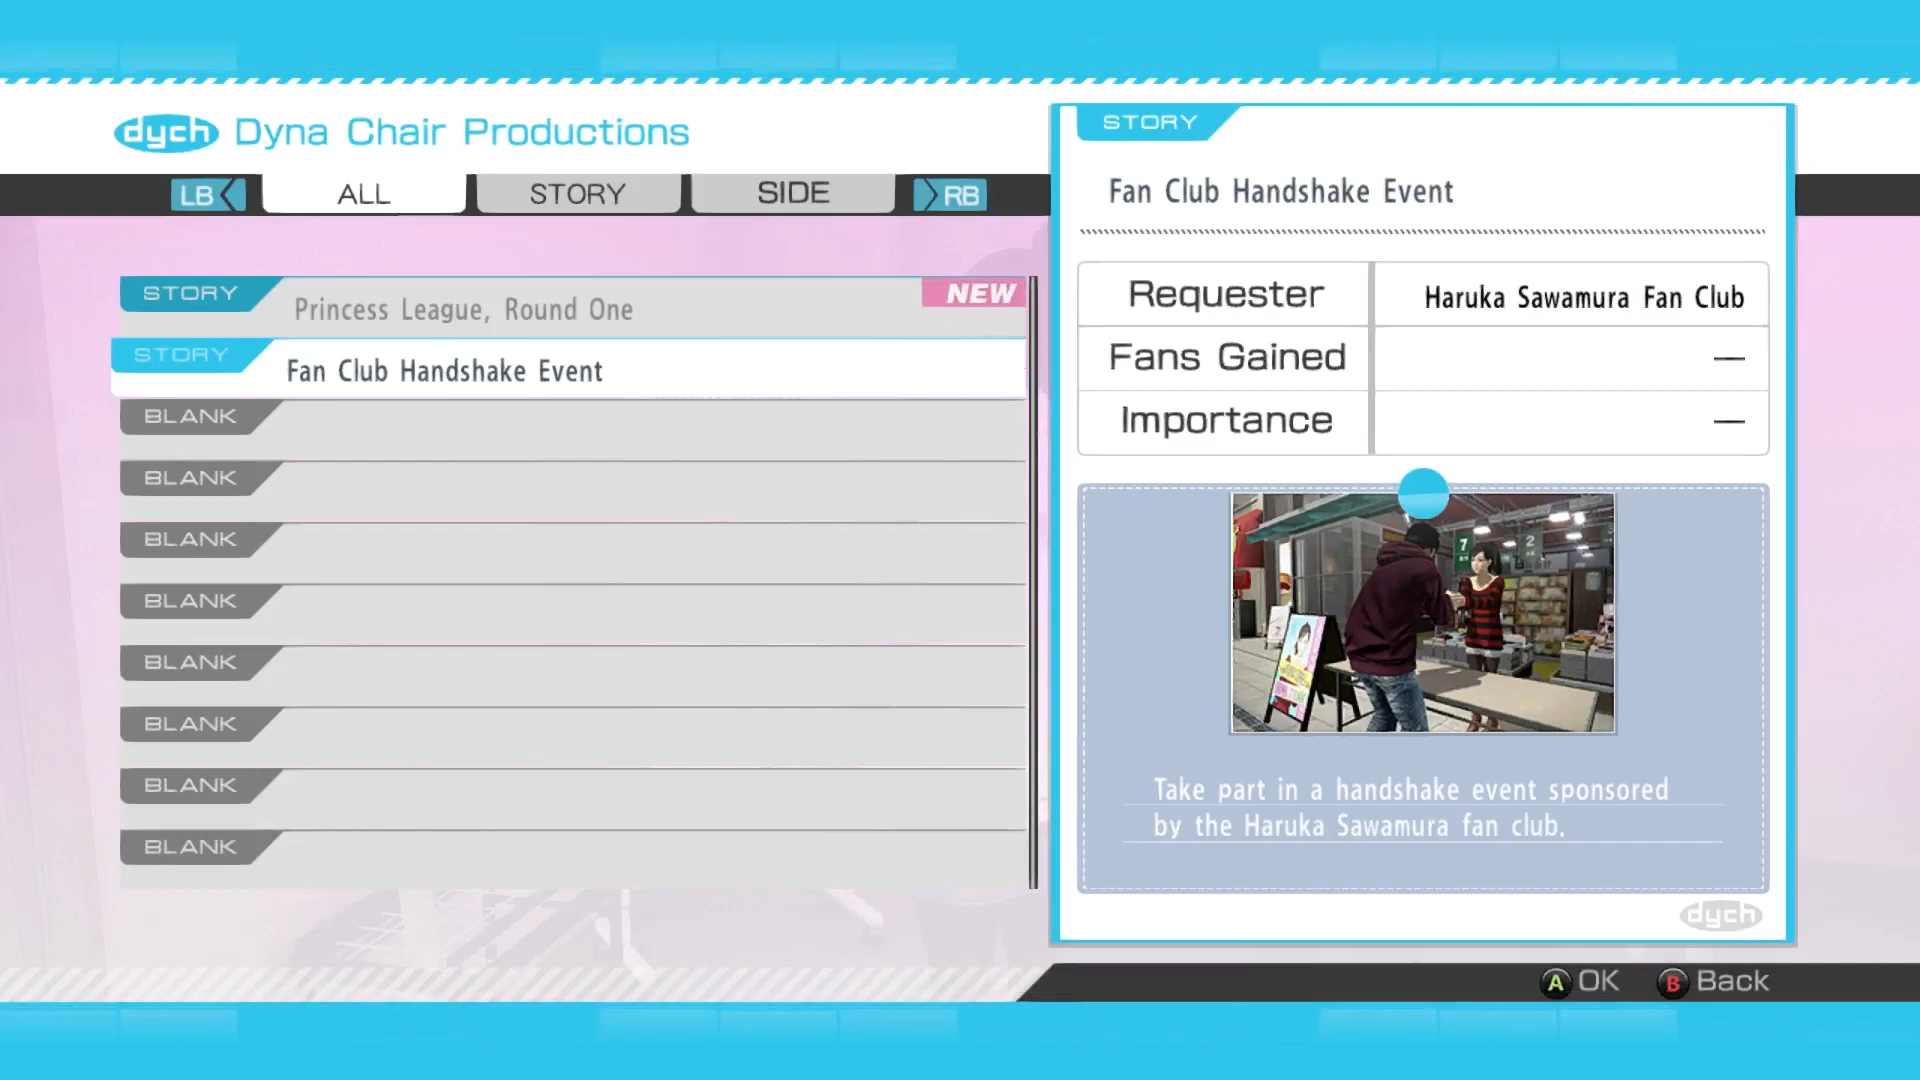 dych Dyna Chair Productions
LB ALL STORY SIDE RB
STORY Princess League, Round One NEW
STORY Fan Club Handshake Event
BLANK
BLANK
BLANK
BLANK
BLANK
BLANK
BLANK
BLANK
STORY
Fan Club Handshake Event
Requester Haruka Sawamura Fan Club
Fans Gained —
Importance —
7
2
Take part in a handshake event sponsored
by the Haruka Sawamura fan club.
dych
A OK B Back